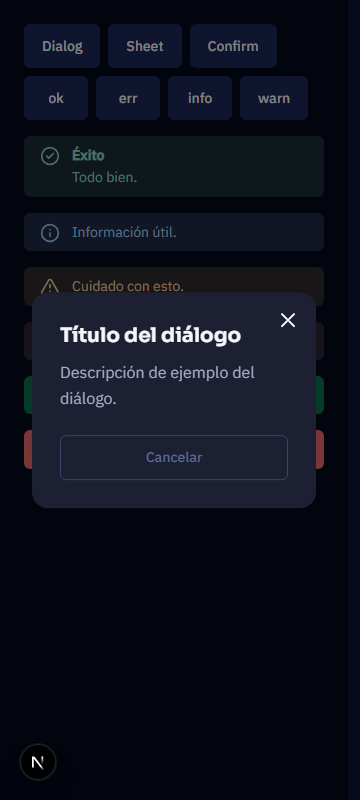 Dialog Sheet Confirm
ok err info warn
Éxito
Todo bien.
Información útil.
Cuidado con esto.
Título del diálogo
Descripción de ejemplo del
diálogo.
Cancelar
N